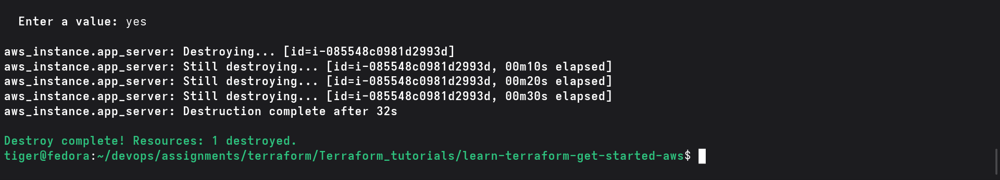 Enter a value: yes
aws_instance.app_server: Destroying... [id=i-085548c0981d2993d]
aws_instance.app_server: Still destroying... [id=i-085548c0981d2993d, 00m10s elapsed]
aws_instance.app_server: Still destroying... [id=i-085548c0981d2993d, 00m20s elapsed]
aws_instance.app_server: Still destroying... [id=i-085548c0981d2993d, 00m30s elapsed]
aws_instance.app_server: Destruction complete after 32s
Destroy complete! Resources: 1 destroyed.
tiger@fedora:~/devops/assignments/terraform/Terraform_tutorials/learn-terraform-get-started-aws$